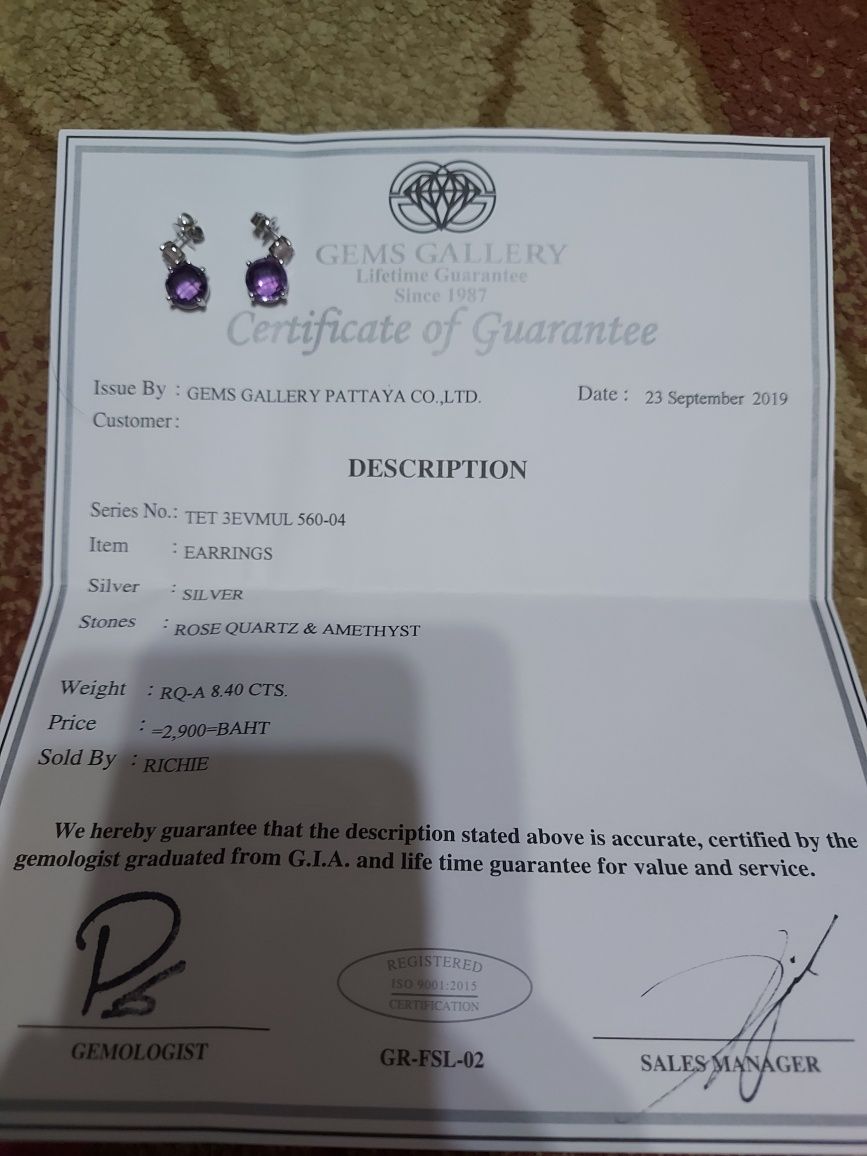 GEMS GALLERY
Lifetime Guarantee
Since 1987
Certificate of Guarantee
Issue By : GEMS GALLERY PATTAYA CO.,LTD.
Date : 23 September 2019
Customer :
DESCRIPTION
Series No.: TET 3EVMUL 560-04
Item : EARRINGS
Silver : SILVER
Stones : ROSE QUARTZ & AMETHYST
Weight : RQ-A 8.40 CTS.
Price : =2,900=BAHT
Sold By : RICHIE
We hereby guarantee that the description stated above is accurate, certified by the
gemologist graduated from G.I.A. and life time guarantee for value and service.
REGISTERED
ISO 9001:2015
CERTIFICATION
GEMOLOGIST
GR-FSL-02
SALES MANAGER